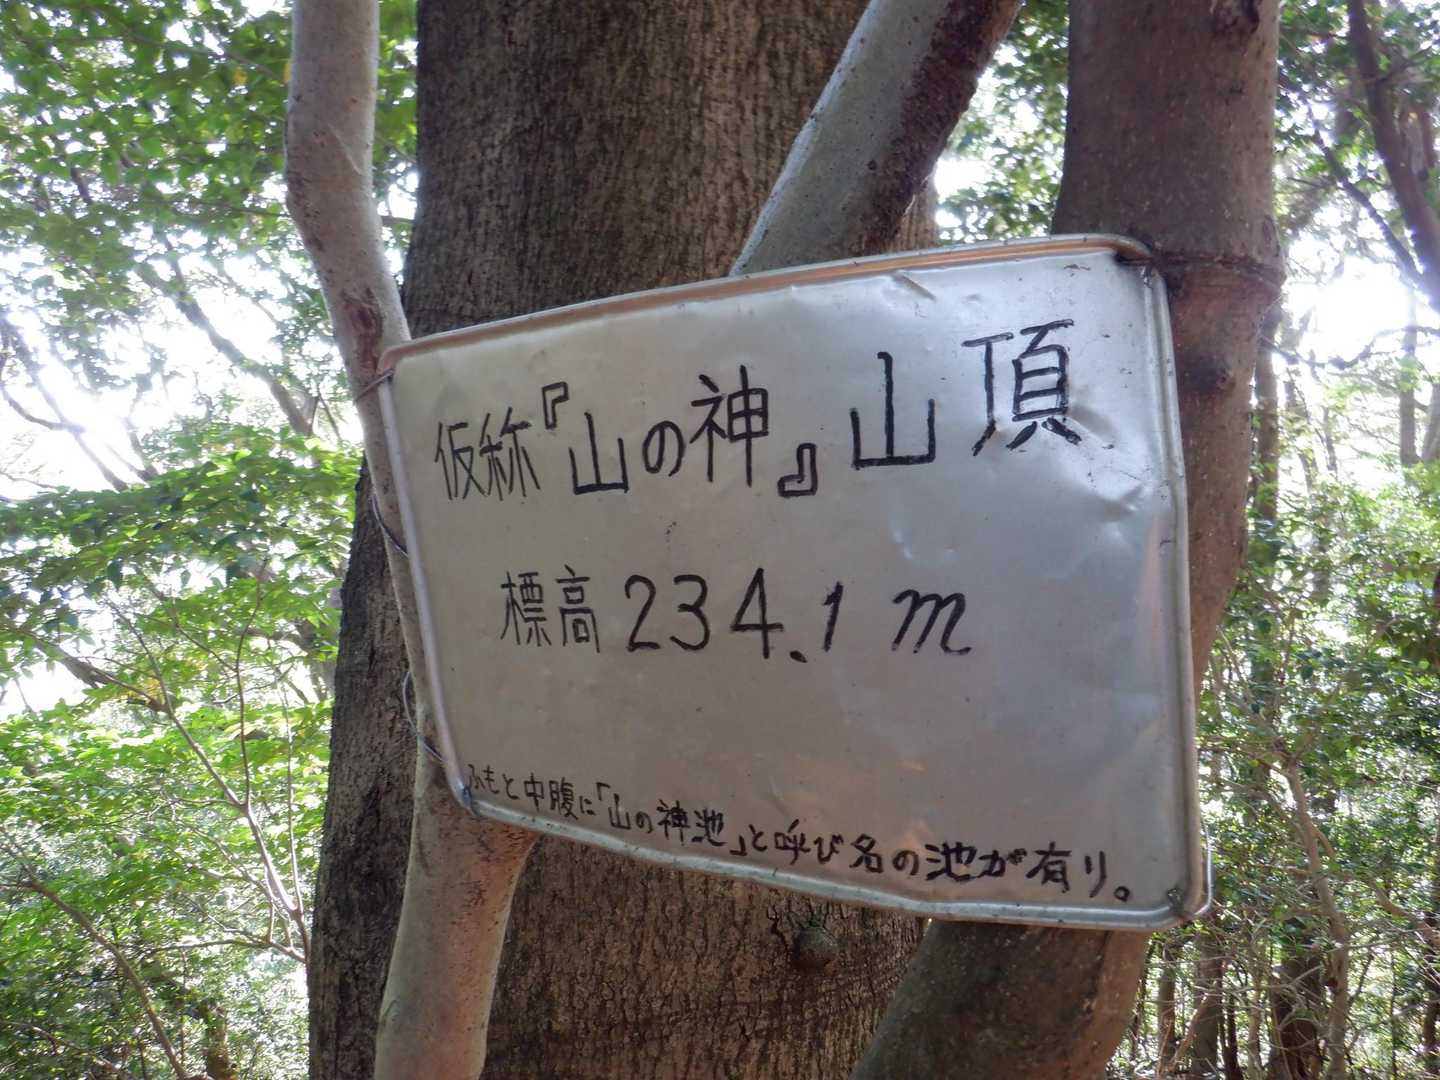 仮称『山の神』山頂
標高234.1m
ふもと中腹に「山の神池」と呼び名の池が有り。